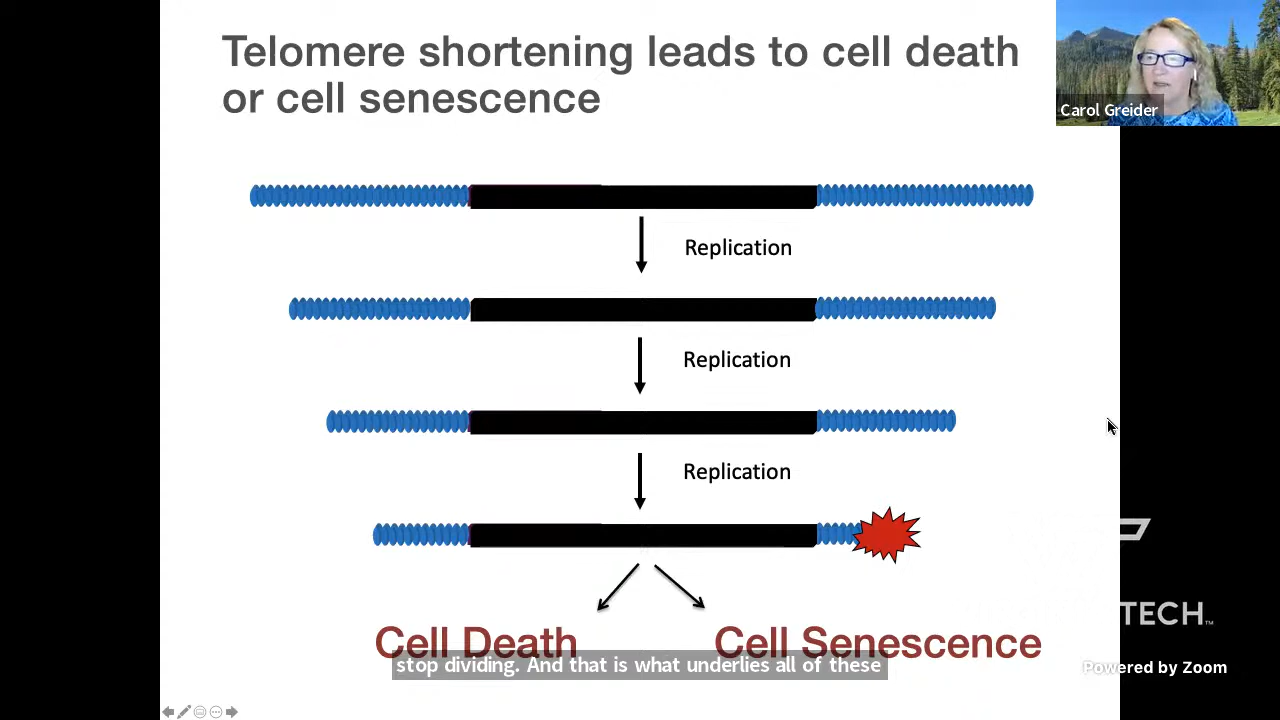 Telomere shortening leads to cell death
or cell senescence
Carol Greider
Replication
Replication
Replication
Cell Death
Cell Senescence
stop dividing. And that is what underlies all of these
TECH™
Powered by Zoom